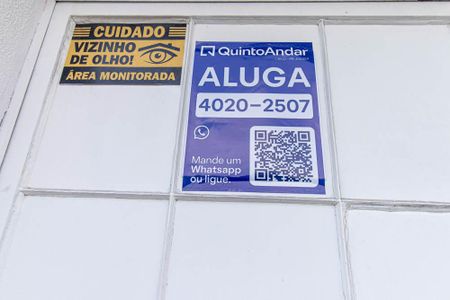 CUIDADO
VIZINHO
DE OLHO!
ÁREA MONITORADA
QuintoAndar
ALUGA
4020-2507
Mande um
Whatsapp
ou ligue.